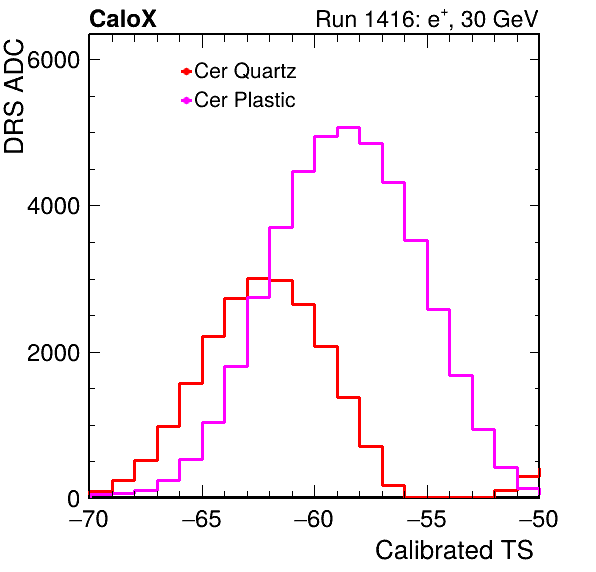 CaloX Run 1416: e⁺, 30 GeV
DRS ADC
6000
4000
2000
0
Cer Quartz
Cer Plastic
−70 −65 −60 −55 −50
Calibrated TS